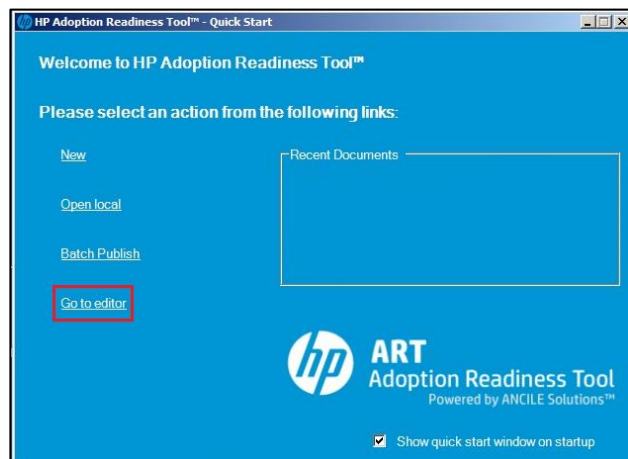 HP Adoption Readiness Tool™ - Quick Start
Welcome to HP Adoption Readiness Tool™
Please select an action from the following links:
New
Recent Documents
Open local
Batch Publish
Go to editor
hp
ART
Adoption Readiness Tool
Powered by ANCILE Solutions™
Show quick start window on startup